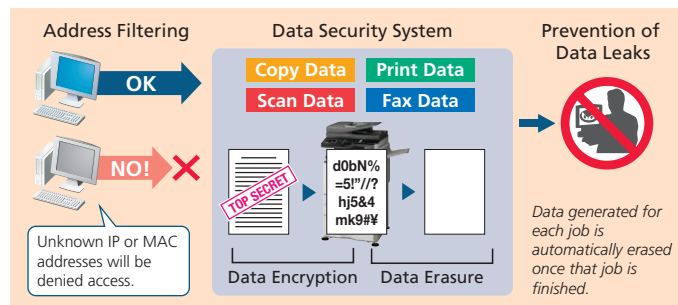 Address Filtering
OK
NO!
Unknown IP or MAC
addresses will be
denied access.
Data Security System
Copy Data
Print Data
Scan Data
Fax Data
TOP SECRET
d0bN%
=5!”//?
hj5&4
mk9#¥
Data Encryption
Data Erasure
Prevention of
Data Leaks
Data generated for
each job is
automatically erased
once that job is
finished.